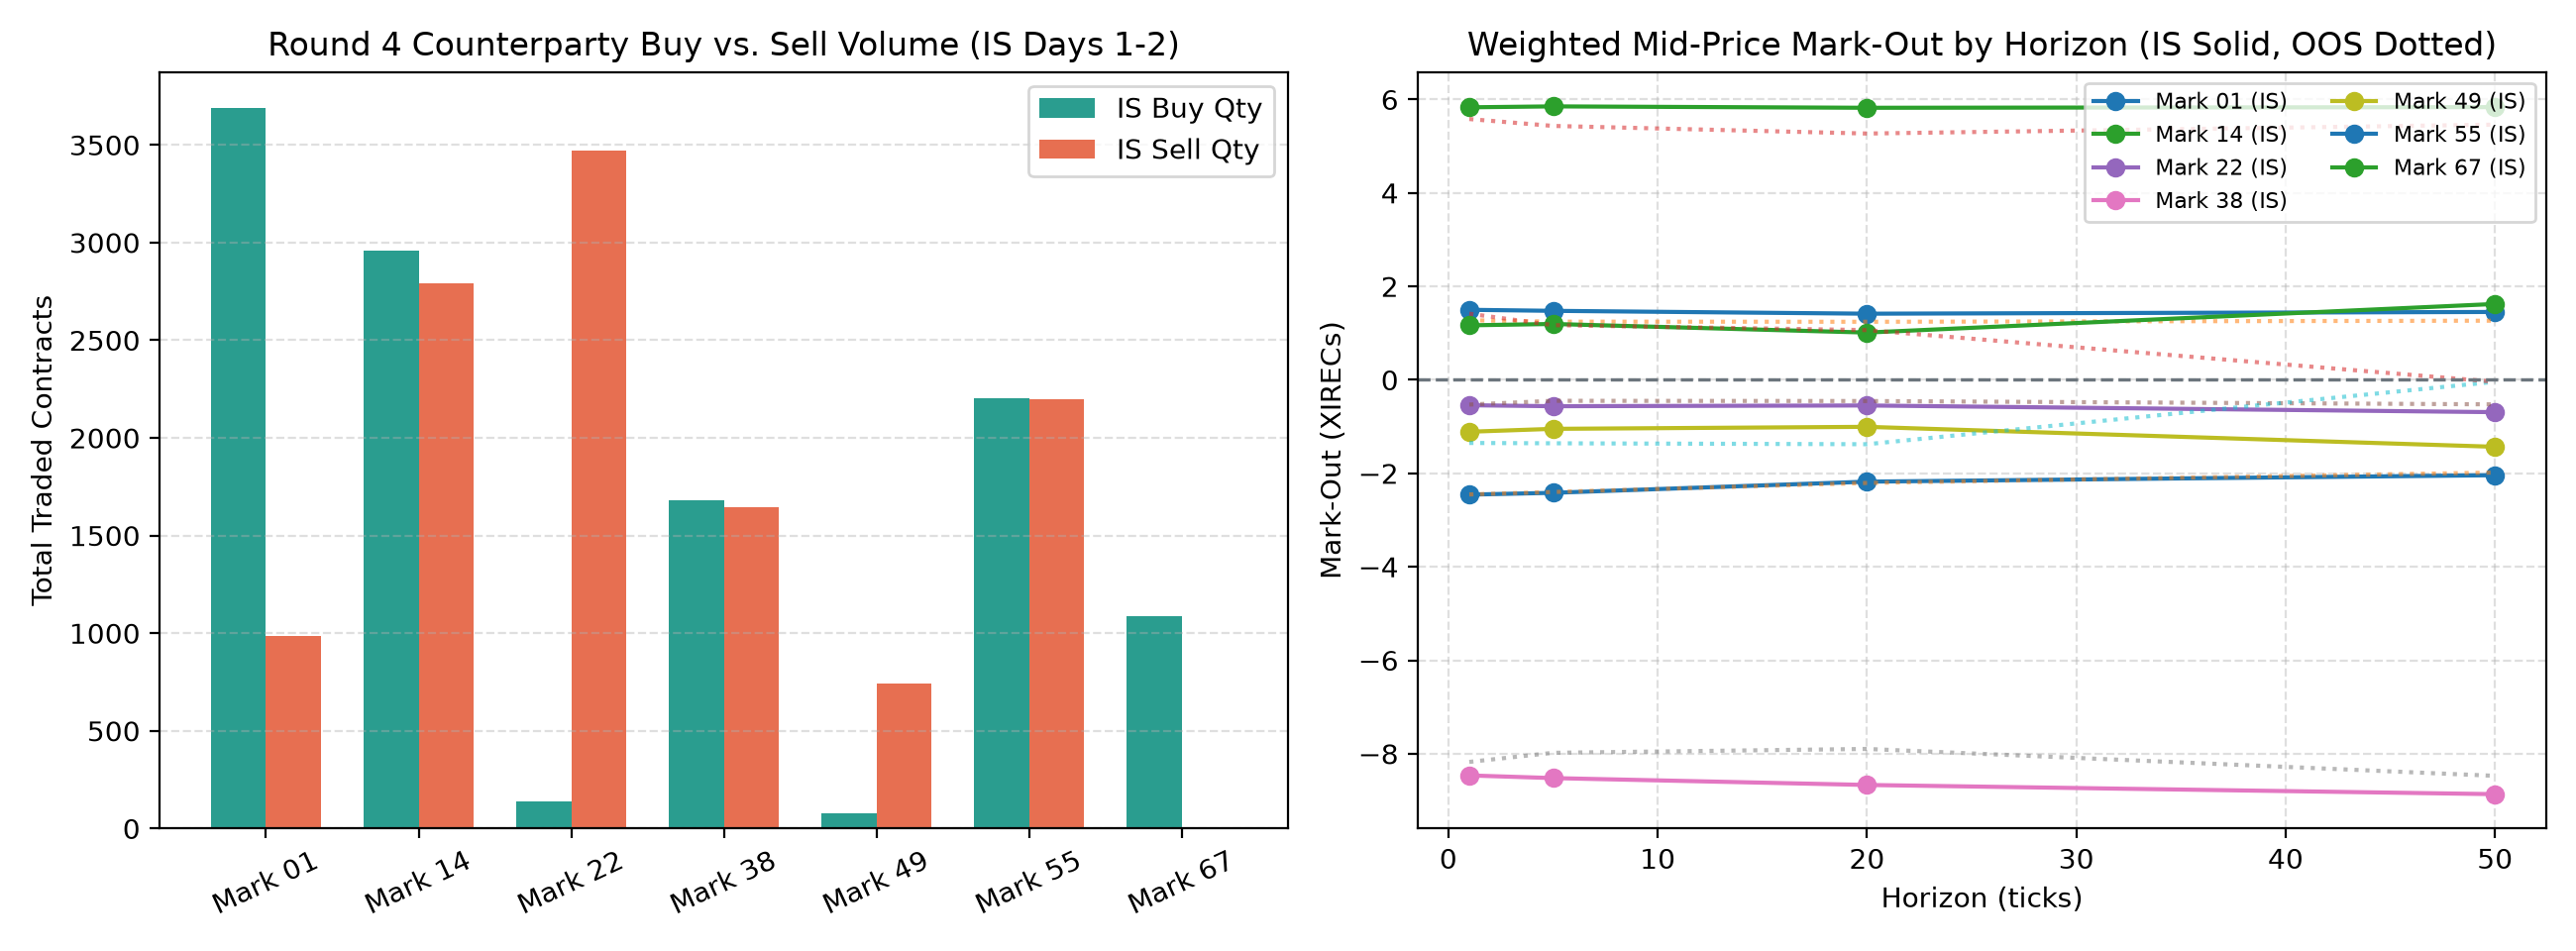 Round 4 Counterparty Buy vs. Sell Volume (IS Days 1-2)
IS Buy Qty
IS Sell Qty
Total Traded Contracts
3500
3000
2500
2000
1500
1000
500
0
Mark 01
Mark 14
Mark 22
Mark 38
Mark 49
Mark 55
Mark 67
Weighted Mid-Price Mark-Out by Horizon (IS Solid, OOS Dotted)
Mark 01 (IS)
Mark 14 (IS)
Mark 22 (IS)
Mark 38 (IS)
Mark 49 (IS)
Mark 55 (IS)
Mark 67 (IS)
Mark-Out (XIRECs)
6
4
2
0
−2
−4
−6
−8
0
10
20
30
40
50
Horizon (ticks)